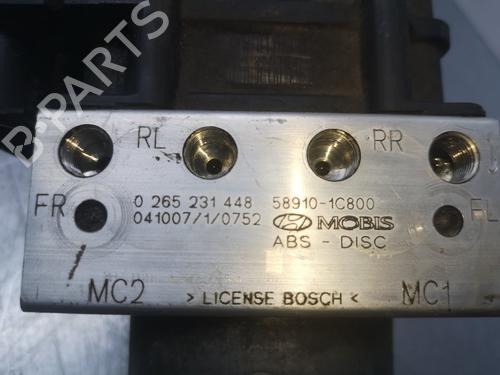 B-PARTS
RL
RR
FR
0 265 231 448
58910-1C800
041007/1/0752
MOBIS
FL
ABS - DISC
MC2
> LICENSE BOSCH <
MC1